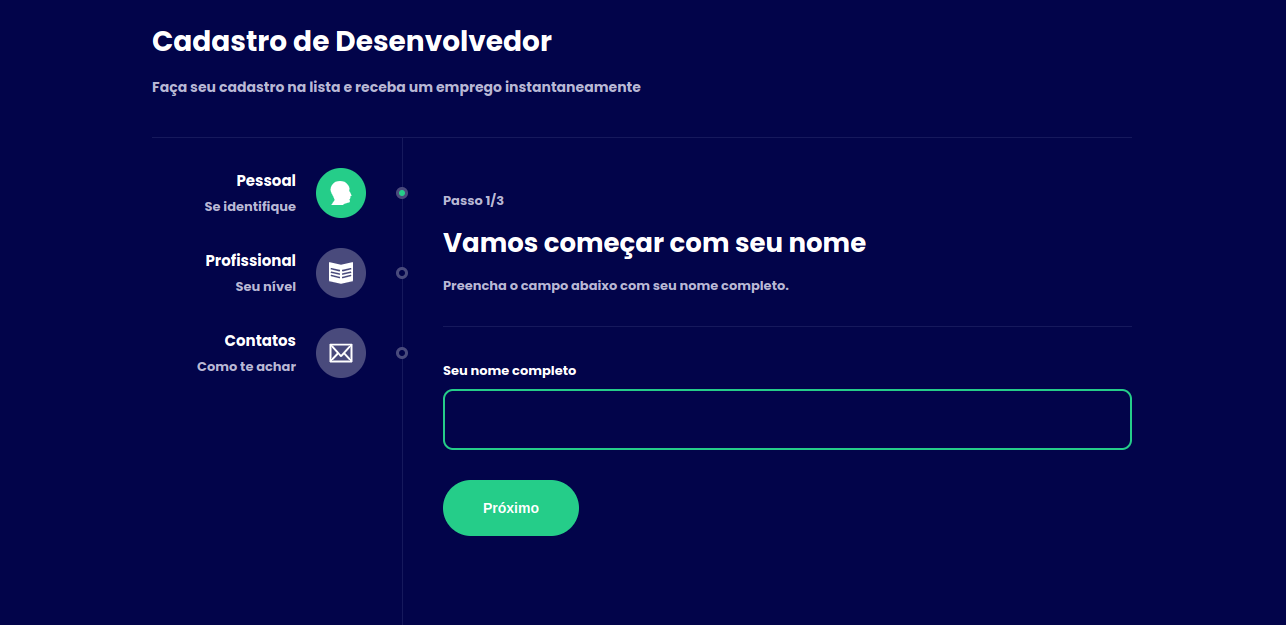 Cadastro de Desenvolvedor
Faça seu cadastro na lista e receba um emprego instantaneamente
Pessoal
Se identifique
Profissional
Seu nível
Contatos
Como te achar
Passo 1/3
Vamos começar com seu nome
Preencha o campo abaixo com seu nome completo.
Seu nome completo
Próximo